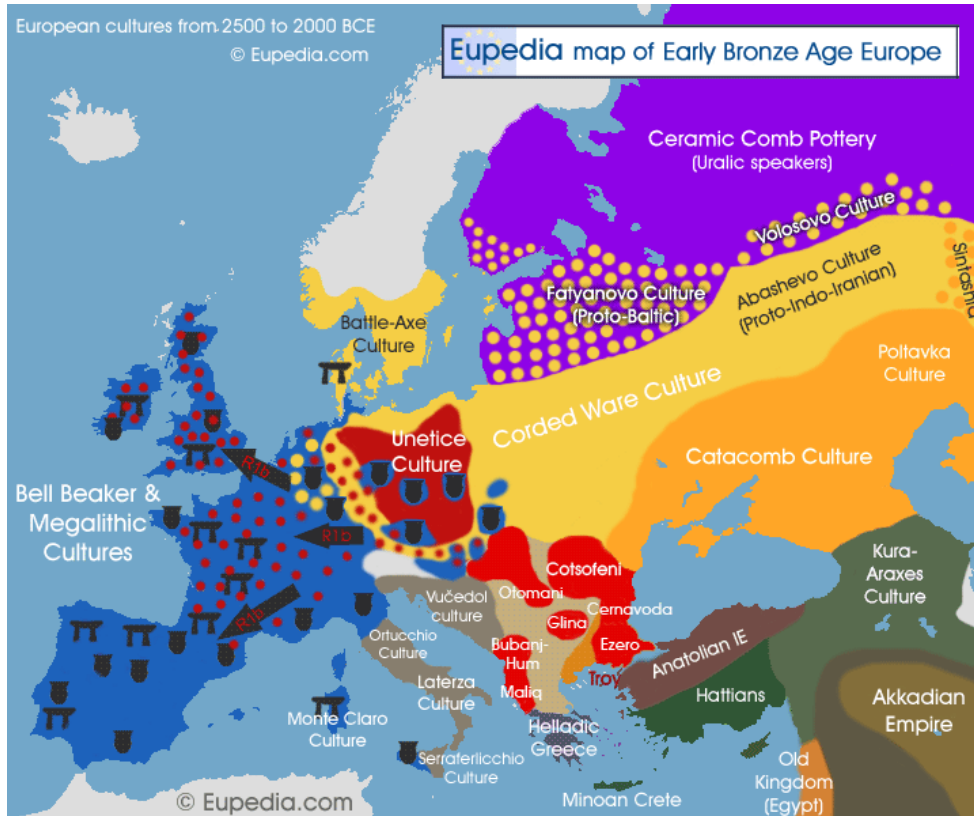 European cultures from 2500 to 2000 BCE
© Eupedia.com
Eupedia map of Early Bronze Age Europe
Ceramic Comb Pottery
(Uralic speakers)
Volosovo Culture
Sintashta
Abashevo Culture
(Proto-Indo-Iranian)
Fatyanovo Culture
(Proto-Baltic)
Battle-Axe
Culture
Poltavka
Culture
Corded Ware Culture
Unetice
Culture
Catacomb Culture
R1b
R1b
R1b
Bell Beaker &
Megalithic
Cultures
Kura-
Araxes
Culture
Cotsofeni
Otomani
Vučedol
culture
Cernavoda
Glina
Ortucchio
Culture
Bubanj-
Hum
Ezero
Anatolian IE
Troy
Maliq
Laterza
Culture
Hattians
Akkadian
Empire
Monte Claro
Culture
Helladic
Greece
Serraferlicchio
Culture
Old
Kingdom
(Egypt)
Minoan Crete
© Eupedia.com